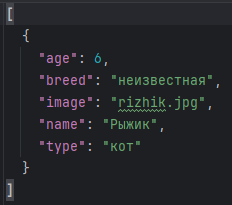 [
  {
    "age": 6,
    "breed": "неизвестная",
    "image": "rizhik.jpg",
    "name": "Рыжик",
    "type": "кот"
  }
]